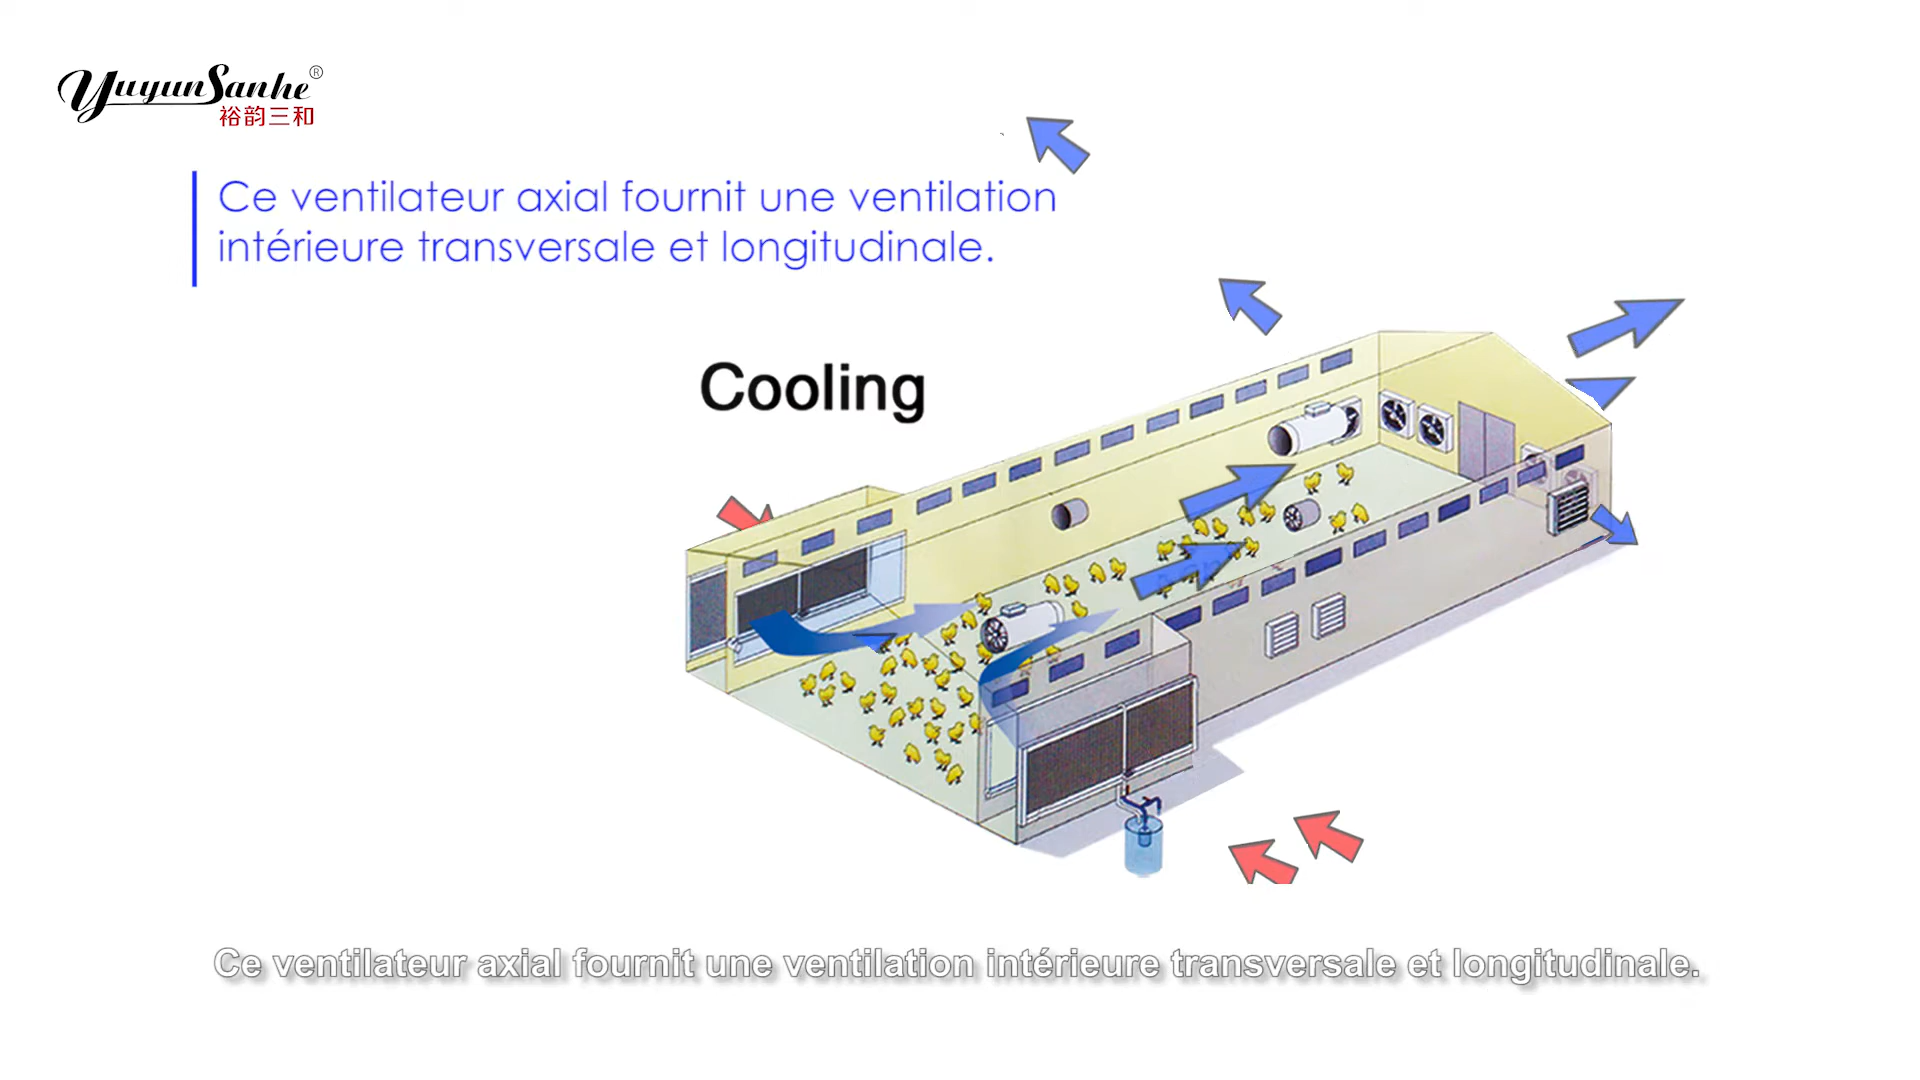 YuyunSanhe®
裕韵三和
Ce ventilateur axial fournit une ventilation
intérieure transversale et longitudinale.
Cooling
Ce ventilateur axial fournit une ventilation intérieure transversale et longitudinale.